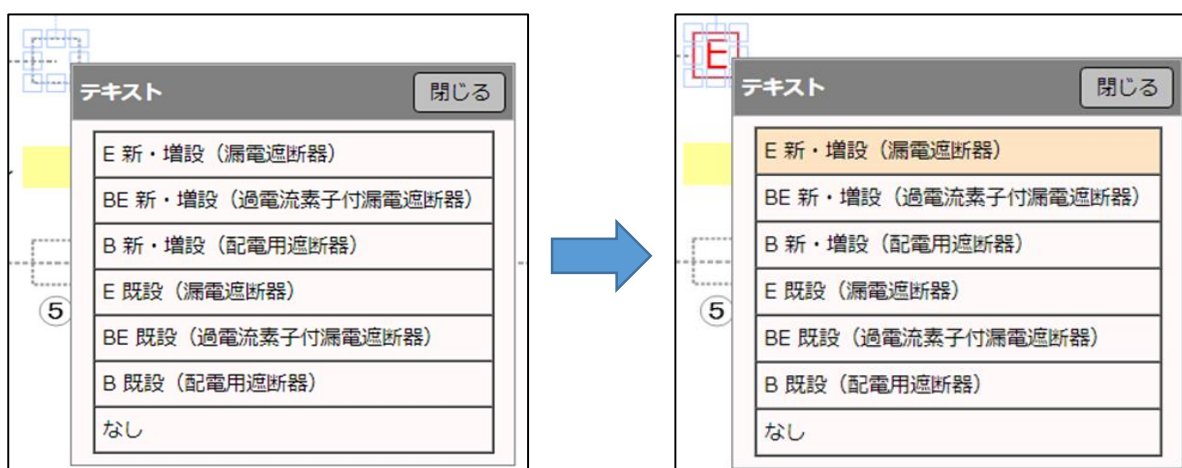 テキスト
閉じる
E 新・増設（漏電遮断器）
BE 新・増設（過電流素子付漏電遮断器）
B 新・増設（配電用遮断器）
E 既設（漏電遮断器）
BE 既設（過電流素子付漏電遮断器）
B 既設（配電用遮断器）
なし
⑤
E
テキスト
閉じる
E 新・増設（漏電遮断器）
BE 新・増設（過電流素子付漏電遮断器）
B 新・増設（配電用遮断器）
E 既設（漏電遮断器）
BE 既設（過電流素子付漏電遮断器）
B 既設（配電用遮断器）
なし
⑤